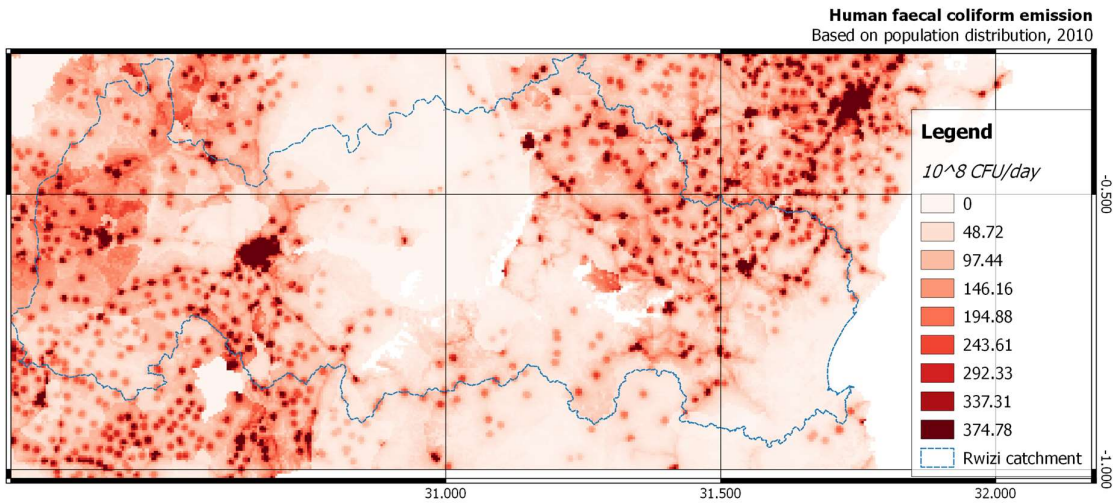 Human faecal coliform emission
Based on population distribution, 2010
Legend
10^8 CFU/day
0
48.72
97.44
146.16
194.88
243.61
292.33
337.31
374.78
Rwizi catchment
-0.500
-1.000
31.000
31.500
32.000